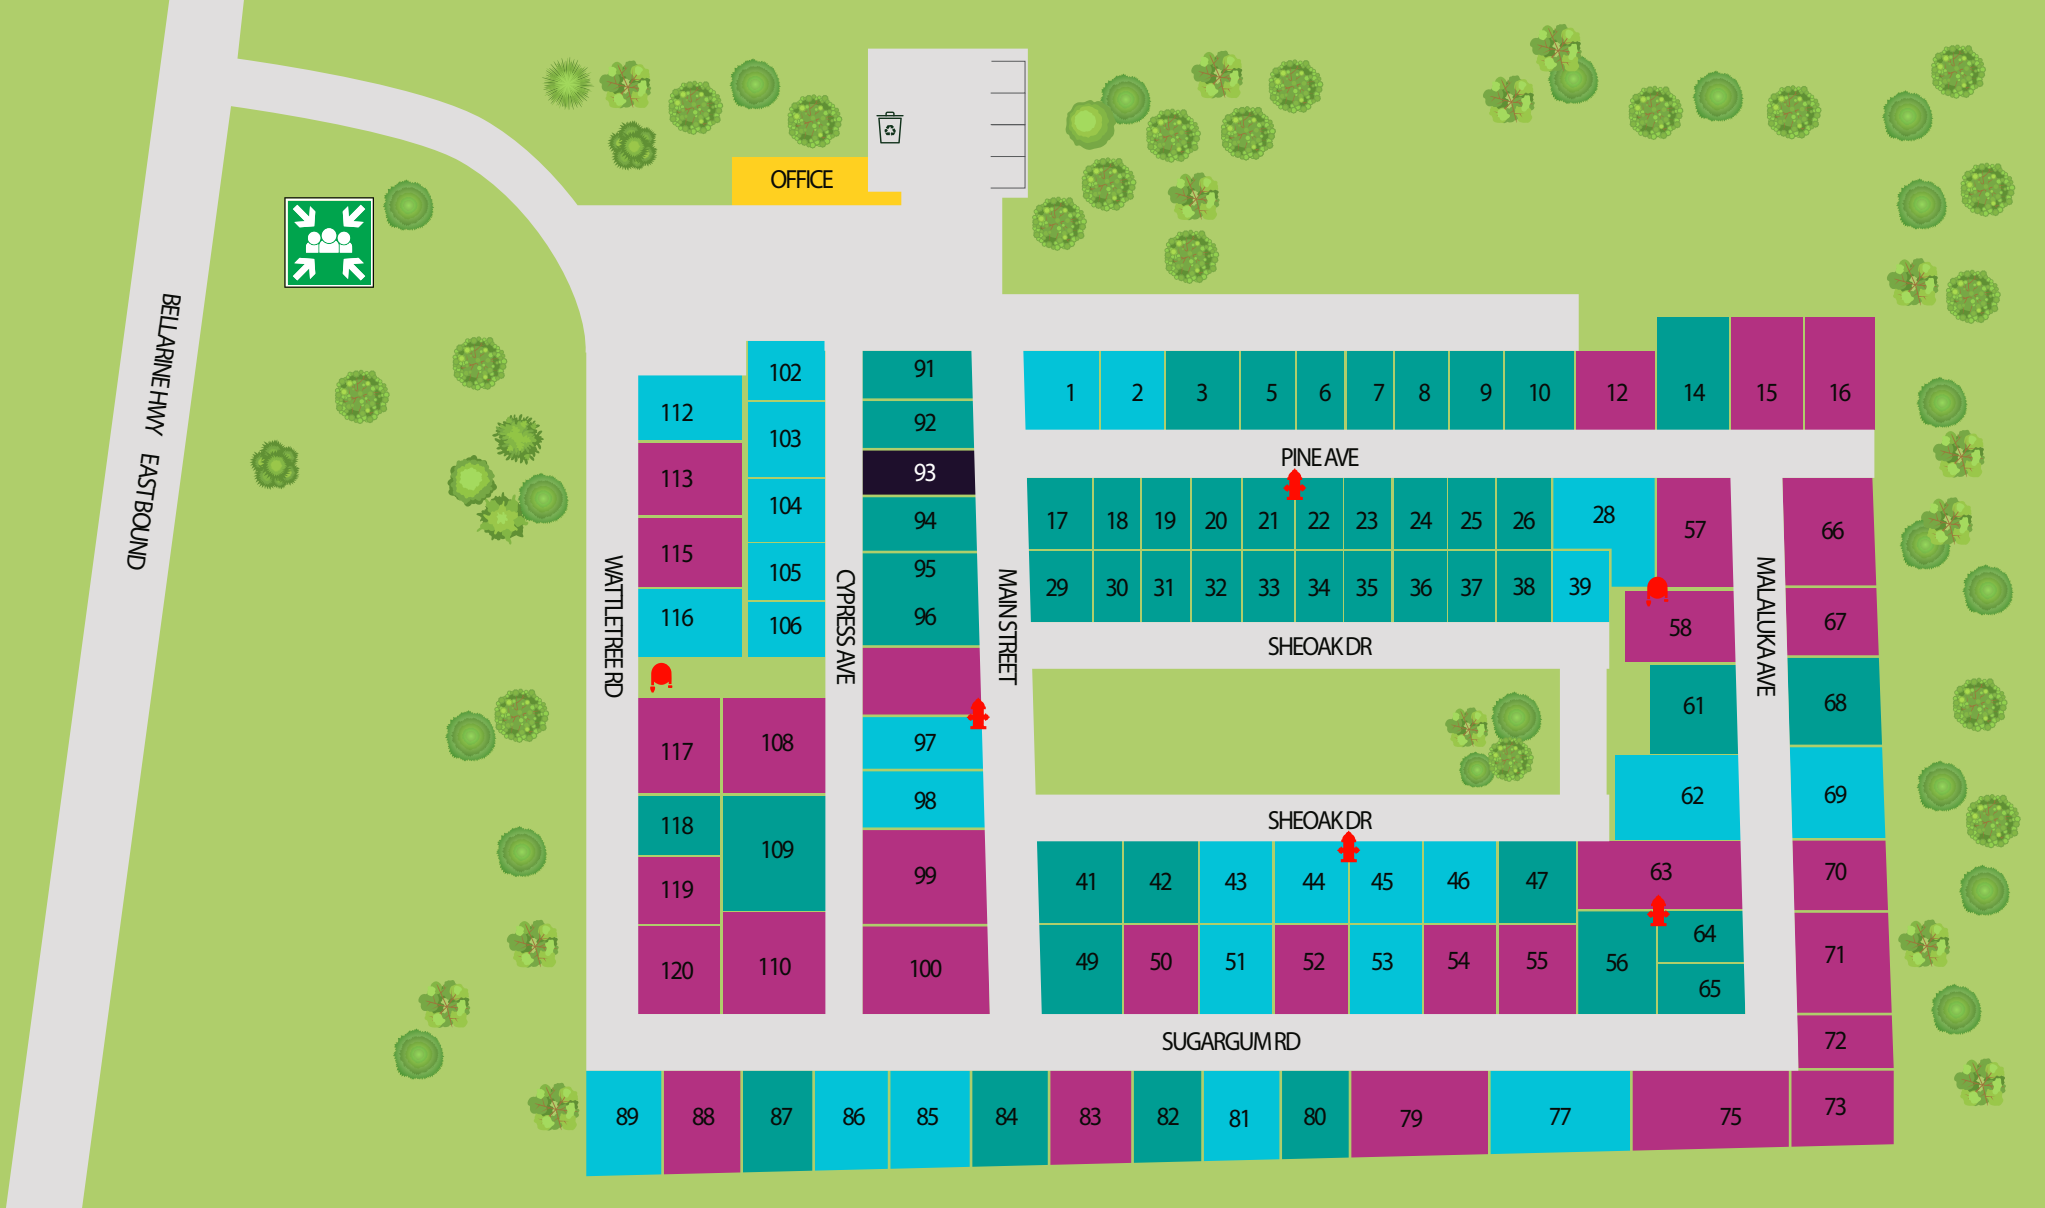 OFFICE
BELLARINE HWY EASTBOUND
102
91
1 2 3 5 6 7 8 9 10 12 14 15 16
112
103
92
PINE AVE
113
93
104
94
17 18 19 20 21 22 23 24 25 26 28 57 66
115
105
95
WATTLETREE RD
CYPRESS AVE
MAIN STREET
MALALUKA AVE
29 30 31 32 33 34 35 36 37 38 39
116
106
96
58 67
SHEOAK DR
117 108
97
61 68
98
62 69
SHEOAK DR
118
109
119
99
41 42 43 44 45 46 47 63 70
120 110
100
49 50 51 52 53 54 55 56 64 71
65
SUGARGUM RD
72
89 88 87 86 85 84 83 82 81 80 79 77 75 73